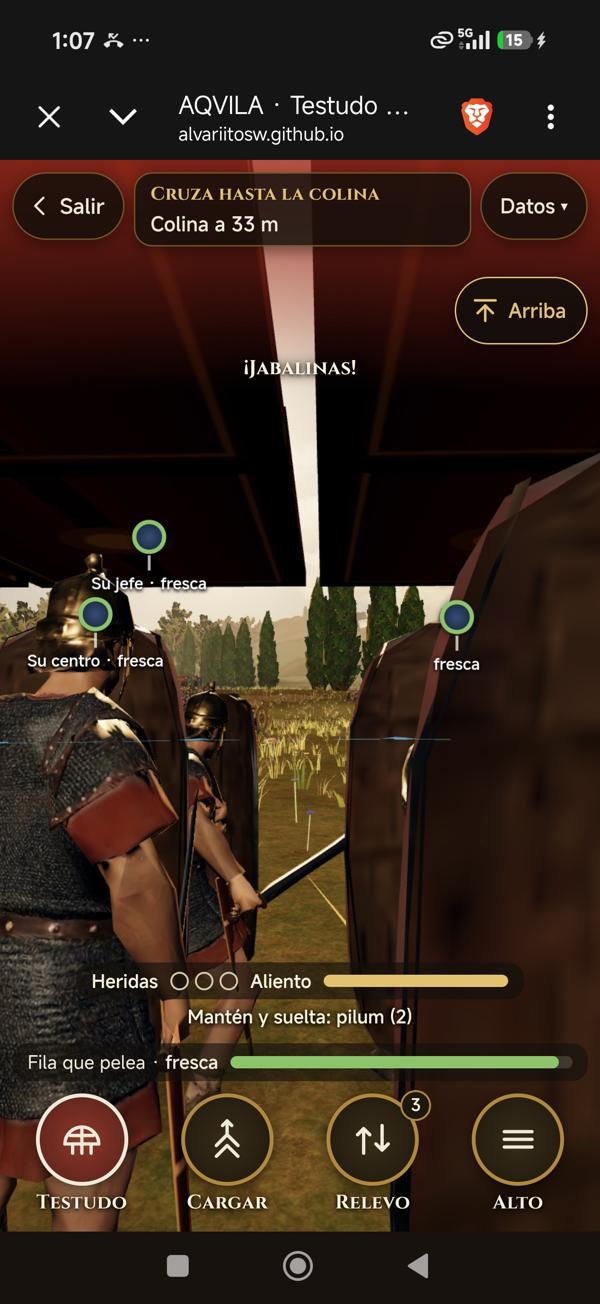 1:07
5G
15
AQVILA · Testudo ...
alvariitosw.github.io
Salir
CRUZA HASTA LA COLINA
Colina a 33 m
Datos
Arriba
¡JABALINAS!
Su jefe · fresca
Su centro · fresca
fresca
Heridas
Aliento
Mantén y suelta: pilum (2)
Fila que pelea · fresca
3
TESTUDO
CARGAR
RELEVO
ALTO